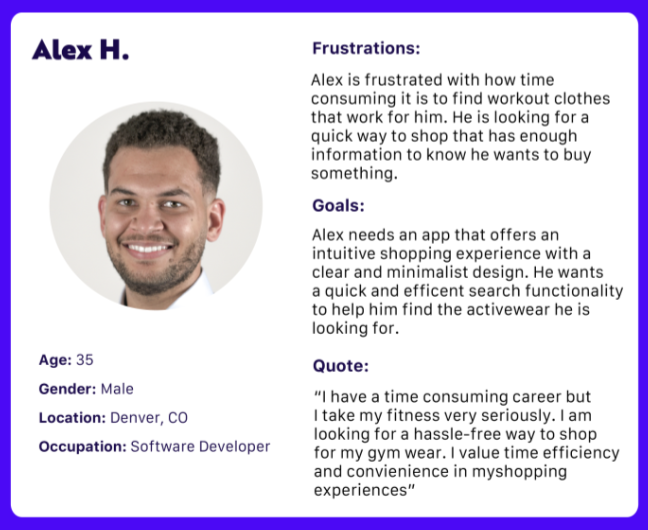 Alex H.
Age: 35
Gender: Male
Location: Denver, CO
Occupation: Software Developer
Frustrations:
Alex is frustrated with how time
consuming it is to find workout clothes
that work for him. He is looking for a
quick way to shop that has enough
information to know he wants to buy
something.
Goals:
Alex needs an app that offers an
intuitive shopping experience with a
clear and minimalist design. He wants
a quick and efficent search functionality
to help him find the activewear he is
looking for.
Quote:
“I have a time consuming career but
I take my fitness very seriously. I am
looking for a hassle-free way to shop
for my gym wear. I value time efficiency
and convienience in myshopping
experiences”